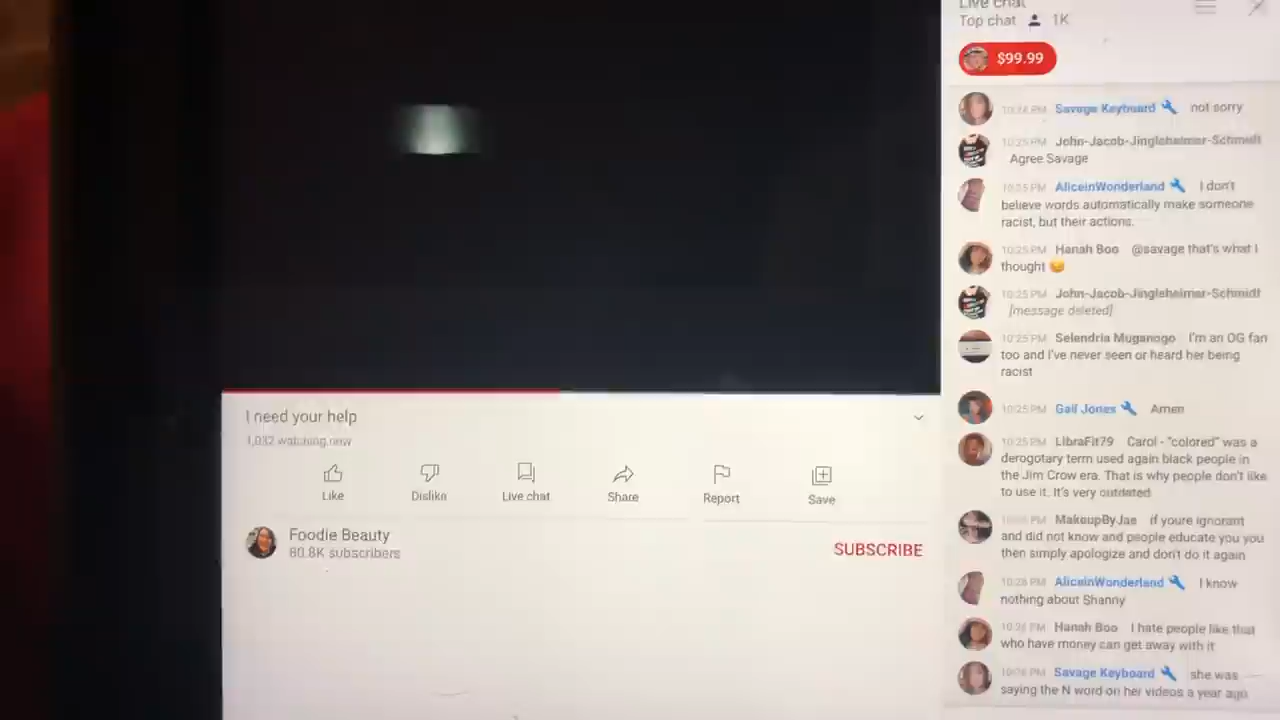 Live chat
Top chat 1K
$99.99
10:24 PM Savage Keyboard not sorry
10:25 PM John-Jacob-Jingleheimer-Schmidt
Agree Savage
10:25 PM AliceinWonderland I don't
believe words automatically make someone
racist, but their actions.
10:25 PM Hanah Boo @savage that's what I
thought
10:25 PM John-Jacob-Jingleheimer-Schmidt
[message deleted]
10:25 PM Selendria Muganogo I'm an OG fan
too and I've never seen or heard her being
racist
10:25 PM Gail Jones Amen
10:25 PM LibraFit79 Carol - "colored" was a
derogotary term used again black people in
the Jim Crow era. That is why people don't like
to use it. It's very outdated
MakeupByJae if youre ignorant
and did not know and people educate you you
then simply apologize and don't do it again
10:26 PM AliceinWonderland I know
nothing about Shanny
10:26 PM Hanah Boo I hate people like that
who have money can get away with it
10:26 PM Savage Keyboard she was
saying the N word on her videos a year ago
I need your help
1,032 watching now
Like Dislike Live chat Share Report Save
Foodie Beauty
80.8K subscribers
SUBSCRIBE